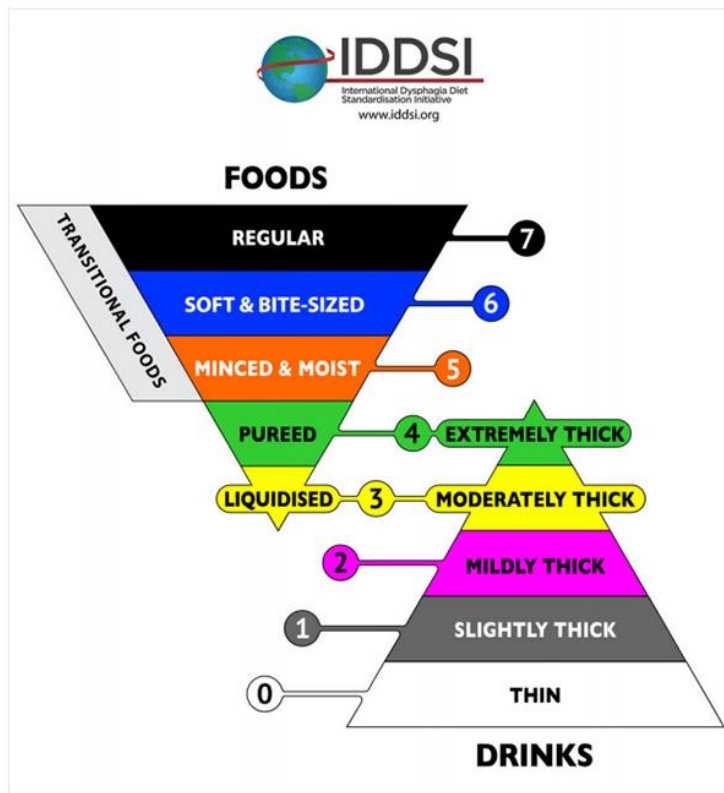 IDDSI
International Dysphagia Diet
Standardisation Initiative
www.iddsi.org
FOODS
TRANSITIONAL FOODS
REGULAR
7
SOFT & BITE-SIZED
6
MINCED & MOIST
5
PUREED
4
EXTREMELY THICK
LIQUIDISED
3
MODERATELY THICK
2
MILDLY THICK
1
SLIGHTLY THICK
0
THIN
DRINKS